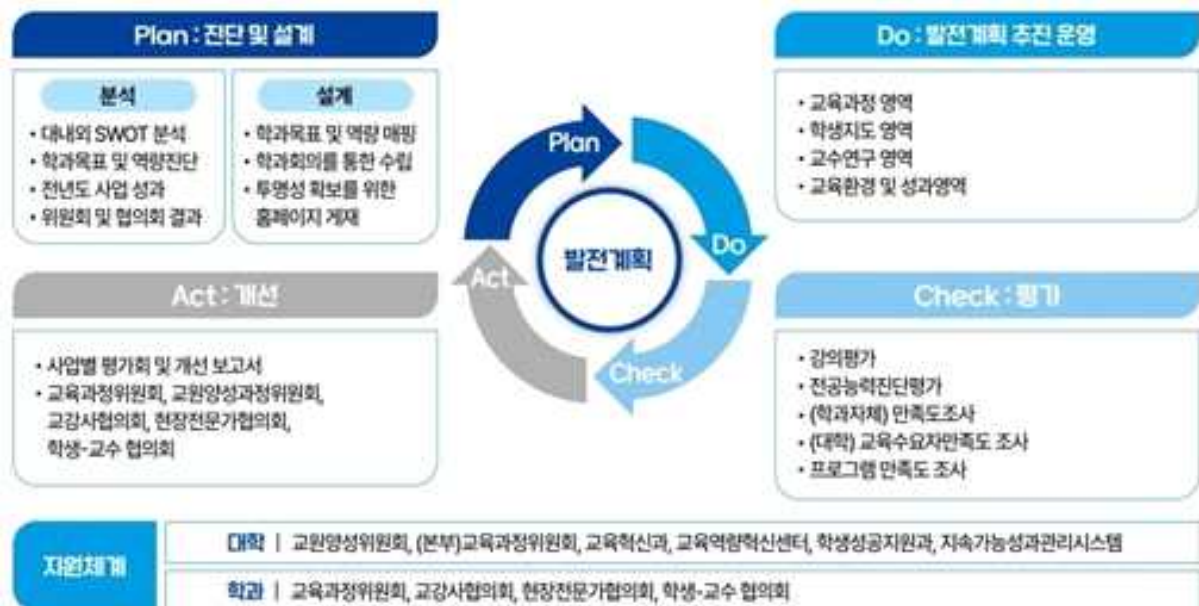 Plan : 진단 및 설계
분석
• 대내외 SWOT 분석
• 학과목표 및 역량진단
• 전년도 사업 성과
• 위원회 및 협의회 결과
설계
• 학과목표 및 역량 매핑
• 학과회의를 통한 수립
• 투명성 확보를 위한
홈페이지 게재
Do : 발전계획 추진 운영
• 교육과정 영역
• 학생지도 영역
• 교수연구 영역
• 교육환경 및 성과영역
Plan
Do
Check
Act
발전계획
Act : 개선
• 사업별 평가회 및 개선 보고서
• 교육과정위원회, 교원양성과정위원회,
교강사협의회, 현장전문가협의회,
학생-교수 협의회
Check : 평가
• 강의평가
• 전공능력진단평가
• (학과자체) 만족도조사
• (대학) 교육수요자만족도 조사
• 프로그램 만족도 조사
지원체계
대학 | 교원양성위원회, (본부)교육과정위원회, 교육혁신과, 교육역량혁신센터, 학생성공지원과, 지속가능성과관리시스템
학과 | 교육과정위원회, 교강사협의회, 현장전문가협의회, 학생-교수 협의회